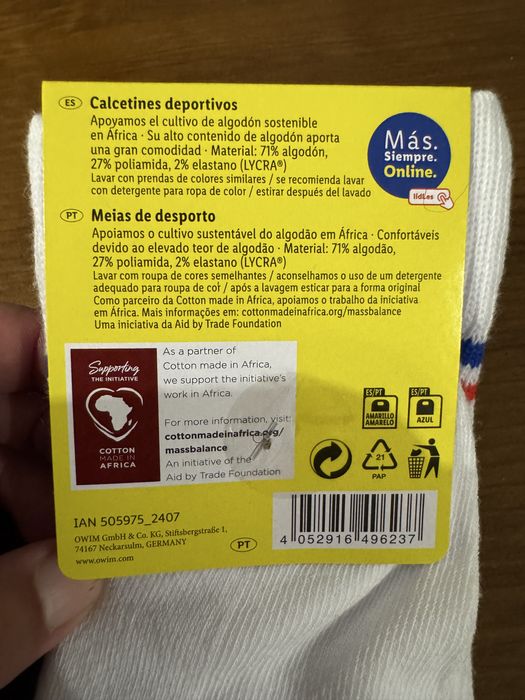 ES Calcetines deportivos
Apoyamos el cultivo de algodón sostenible
en África · Su alto contenido de algodón aporta
una gran comodidad · Material: 71% algodón,
27% poliamida, 2% elastano (LYCRA®)
Lavar con prendas de colores similares / se recomienda lavar
con detergente para ropa de color / estirar después del lavado
Más.
Siempre.
Online.
lidl.es
PT Meias de desporto
Apoiamos o cultivo sustentável do algodão em África · Confortáveis
devido ao elevado teor de algodão · Material: 71% algodão,
27% poliamida, 2% elastano (LYCRA®)
Lavar com roupa de cores semelhantes / aconselhamos o uso de um detergente
adequado para roupa de cor / após a lavagem esticar para a forma original
Como parceiro da Cotton made in Africa, apoiamos o trabalho da iniciativa
em África. Mais informações em: cottonmadeinafrica.org/massbalance
Uma iniciativa da Aid by Trade Foundation
Supporting
THE INITIATIVE
COTTON
MADE IN
AFRICA
As a partner of
Cotton made in Africa,
we support the initiative's
work in Africa.
For more information, visit:
cottonmadeinafrica.org/
massbalance
An initiative of the
Aid by Trade Foundation
ES/PT
AMARILLO
AMARELO
ES/PT
AZUL
21
PAP
IAN 505975_2407
OWIM GmbH & Co. KG, Stiftsbergstraße 1,
74167 Neckarsulm, GERMANY
www.owim.com
PT
4 052916 496237